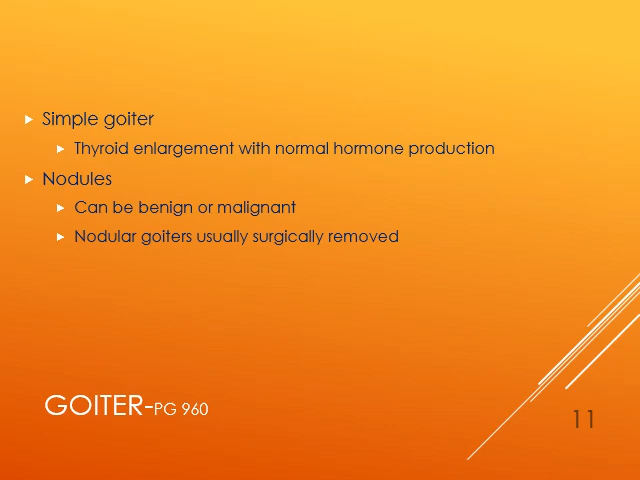 Simple goiter
Thyroid enlargement with normal hormone production
Nodules
Can be benign or malignant
Nodular goiters usually surgically removed
GOITER-PG 960
11